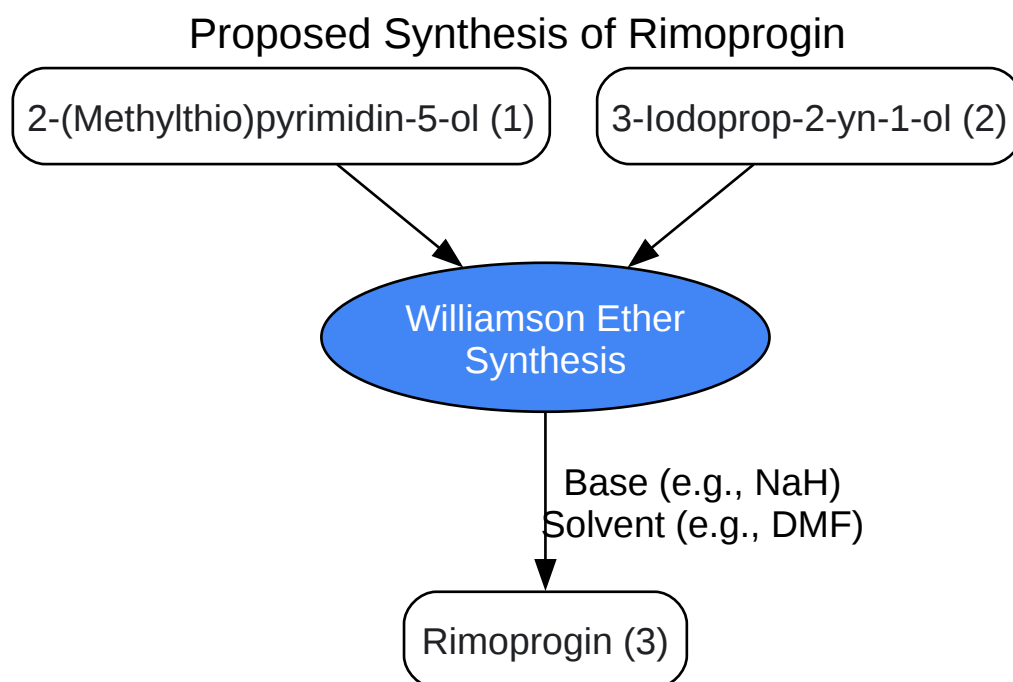 Proposed Synthesis of Rimoprogin
2-(Methylthio)pyrimidin-5-ol (1)
3-Iodoprop-2-yn-1-ol (2)
Williamson Ether
Synthesis
Base (e.g., NaH)
Solvent (e.g., DMF)
Rimoprogin (3)